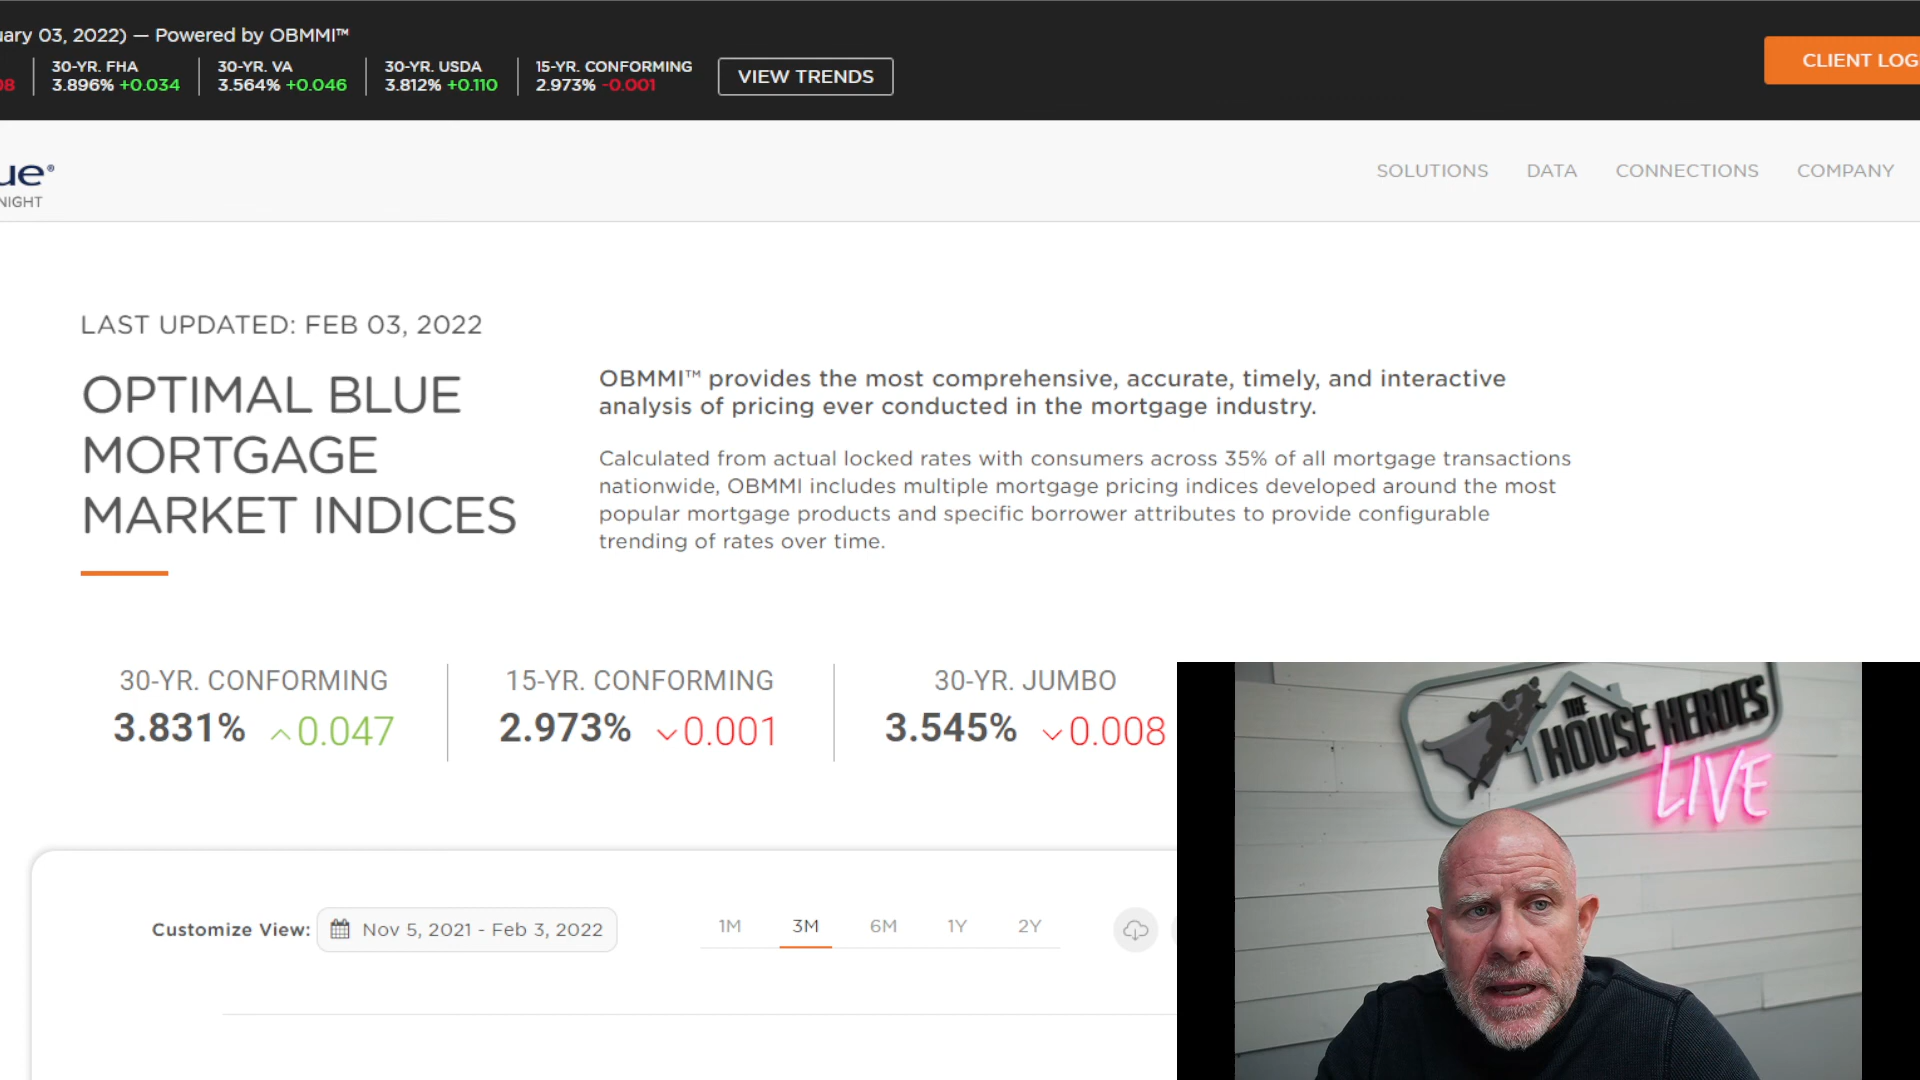 uary 03, 2022) — Powered by OBMMI™
08
30-YR. FHA
3.896% +0.034
30-YR. VA
3.564% +0.046
30-YR. USDA
3.812% +0.110
15-YR. CONFORMING
2.973% -0.001
VIEW TRENDS
CLIENT LOG
ue®
NIGHT
SOLUTIONS
DATA
CONNECTIONS
COMPANY
LAST UPDATED: FEB 03, 2022
OPTIMAL BLUE
MORTGAGE
MARKET INDICES
OBMMI™ provides the most comprehensive, accurate, timely, and interactive
analysis of pricing ever conducted in the mortgage industry.
Calculated from actual locked rates with consumers across 35% of all mortgage transactions
nationwide, OBMMI includes multiple mortgage pricing indices developed around the most
popular mortgage products and specific borrower attributes to provide configurable
trending of rates over time.
30-YR. CONFORMING
3.831% 0.047
15-YR. CONFORMING
2.973% 0.001
30-YR. JUMBO
3.545% 0.008
Customize View:
Nov 5, 2021 - Feb 3, 2022
1M
3M
6M
1Y
2Y
THE
HOUSE HEROES
LIVE